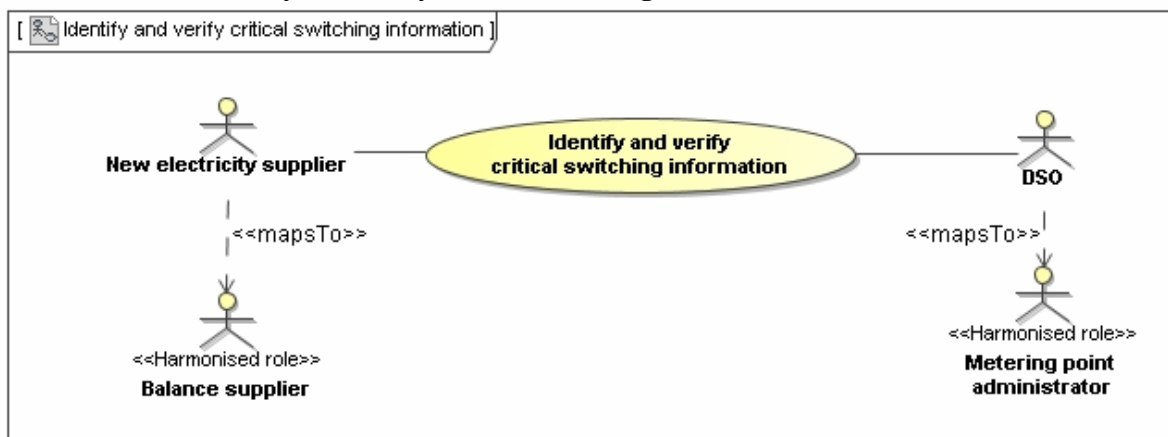 [ Identify and verify critical switching information ]
New electricity supplier
Identify and verify
critical switching information
DSO
<<mapsTo>>
<<mapsTo>>
<<Harmonised role>>
Balance supplier
<<Harmonised role>>
Metering point
administrator